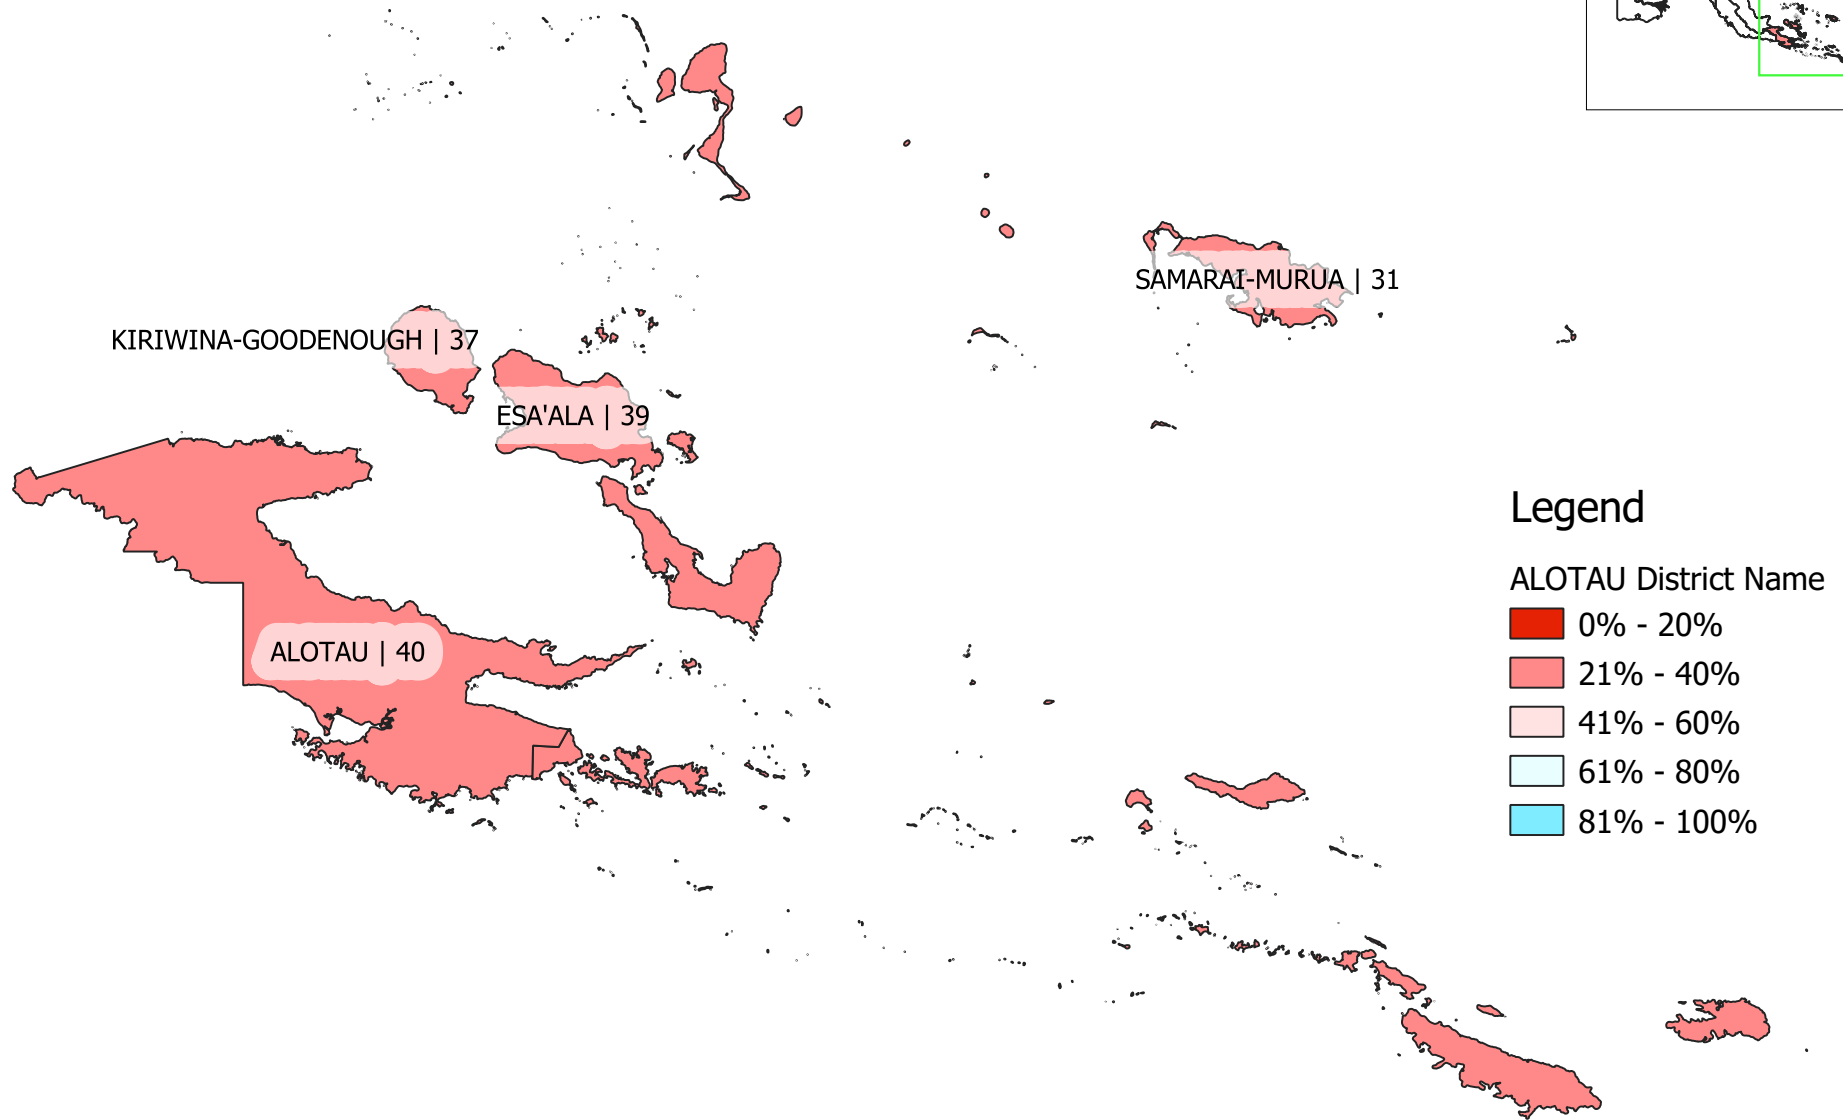 SAMARAI-MURUA | 31
KIRIWINA-GOODENOUGH | 37
ESA'ALA | 39
ALOTAU | 40
Legend
ALOTAU District Name
0% - 20%
21% - 40%
41% - 60%
61% - 80%
81% - 100%